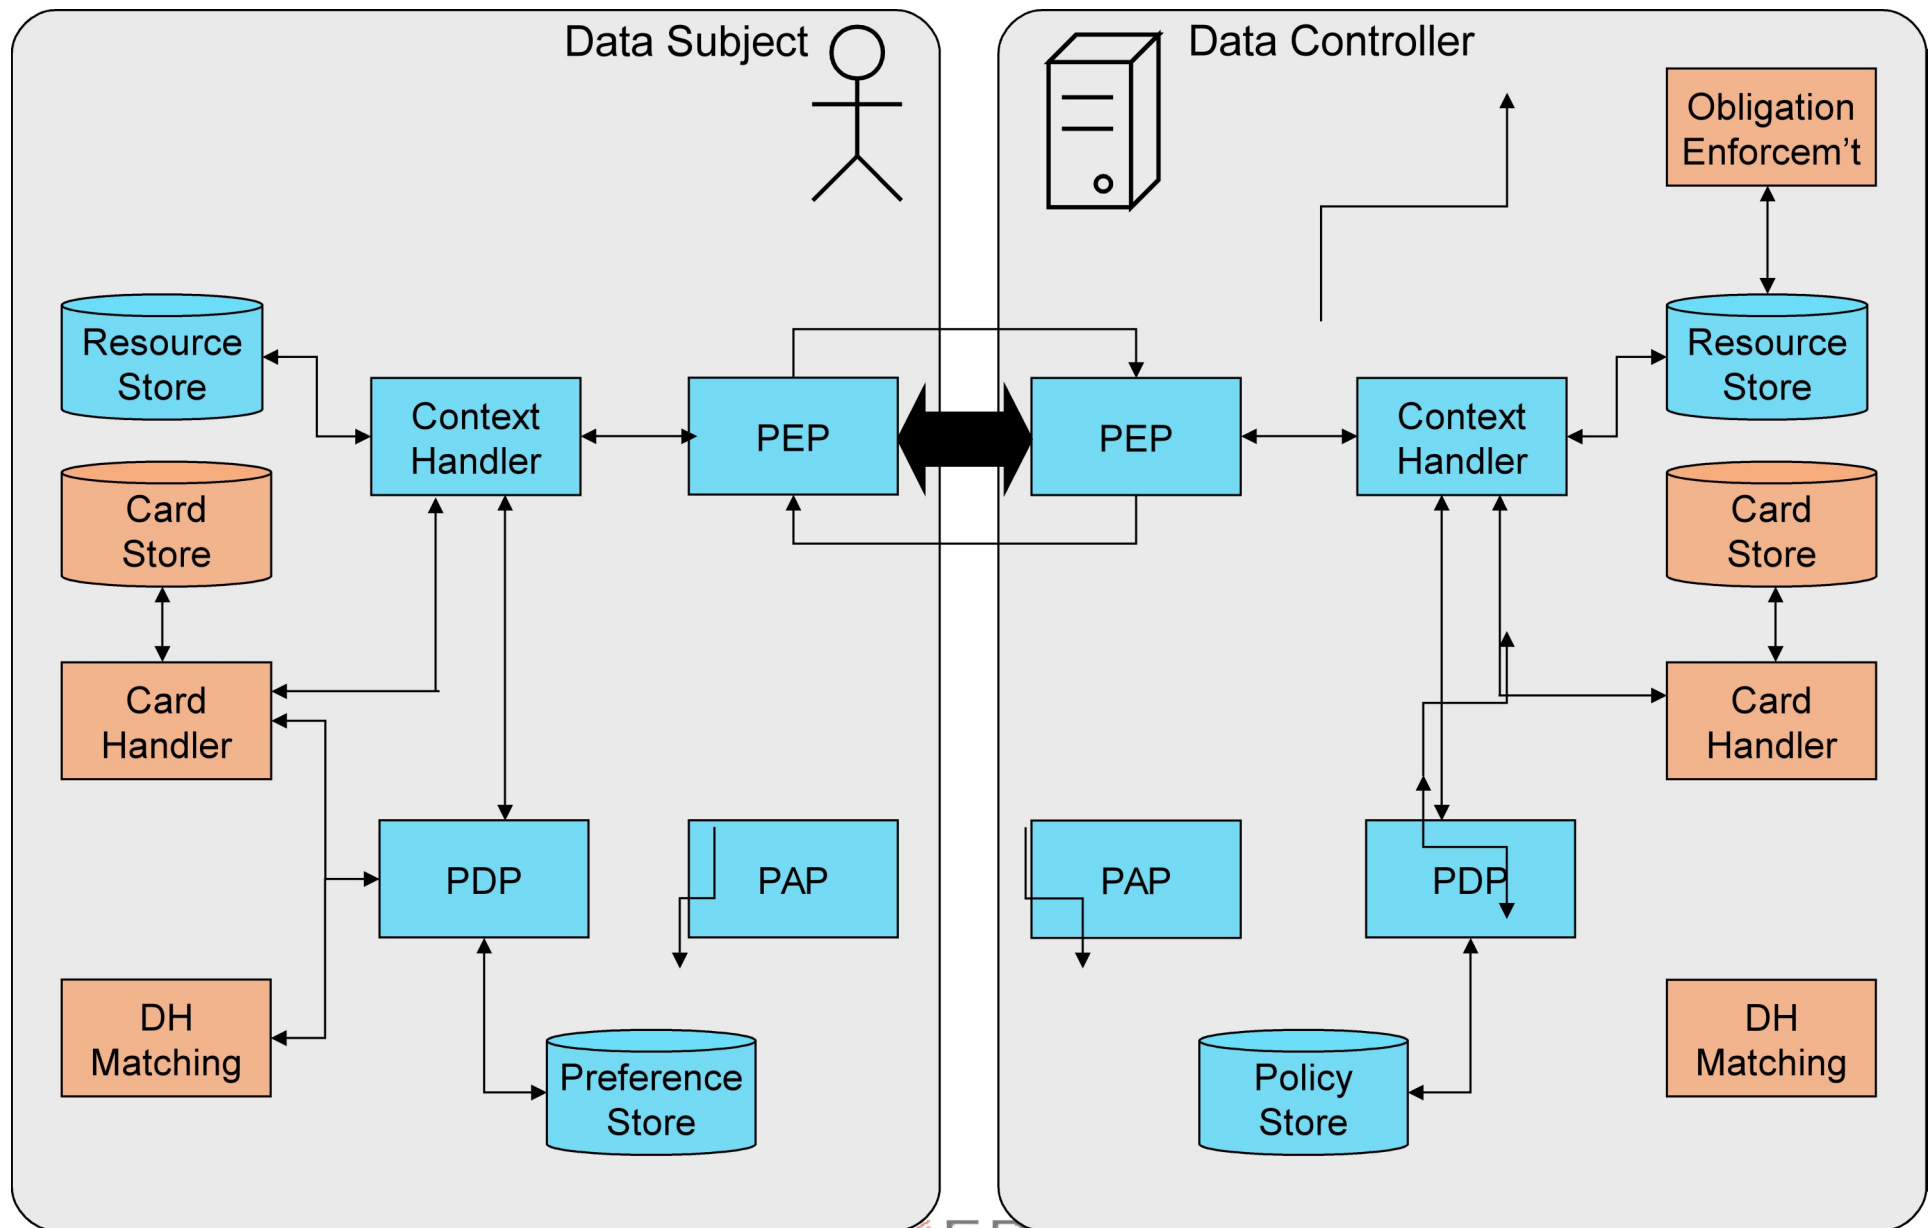 Data Subject
Data Controller
Obligation
Enforcem't
Resource
Store
Resource
Store
Context
Handler
PEP
PEP
Context
Handler
Card
Store
Card
Store
Card
Handler
Card
Handler
PDP
PAP
PAP
PDP
DH
Matching
Preference
Store
Policy
Store
DH
Matching